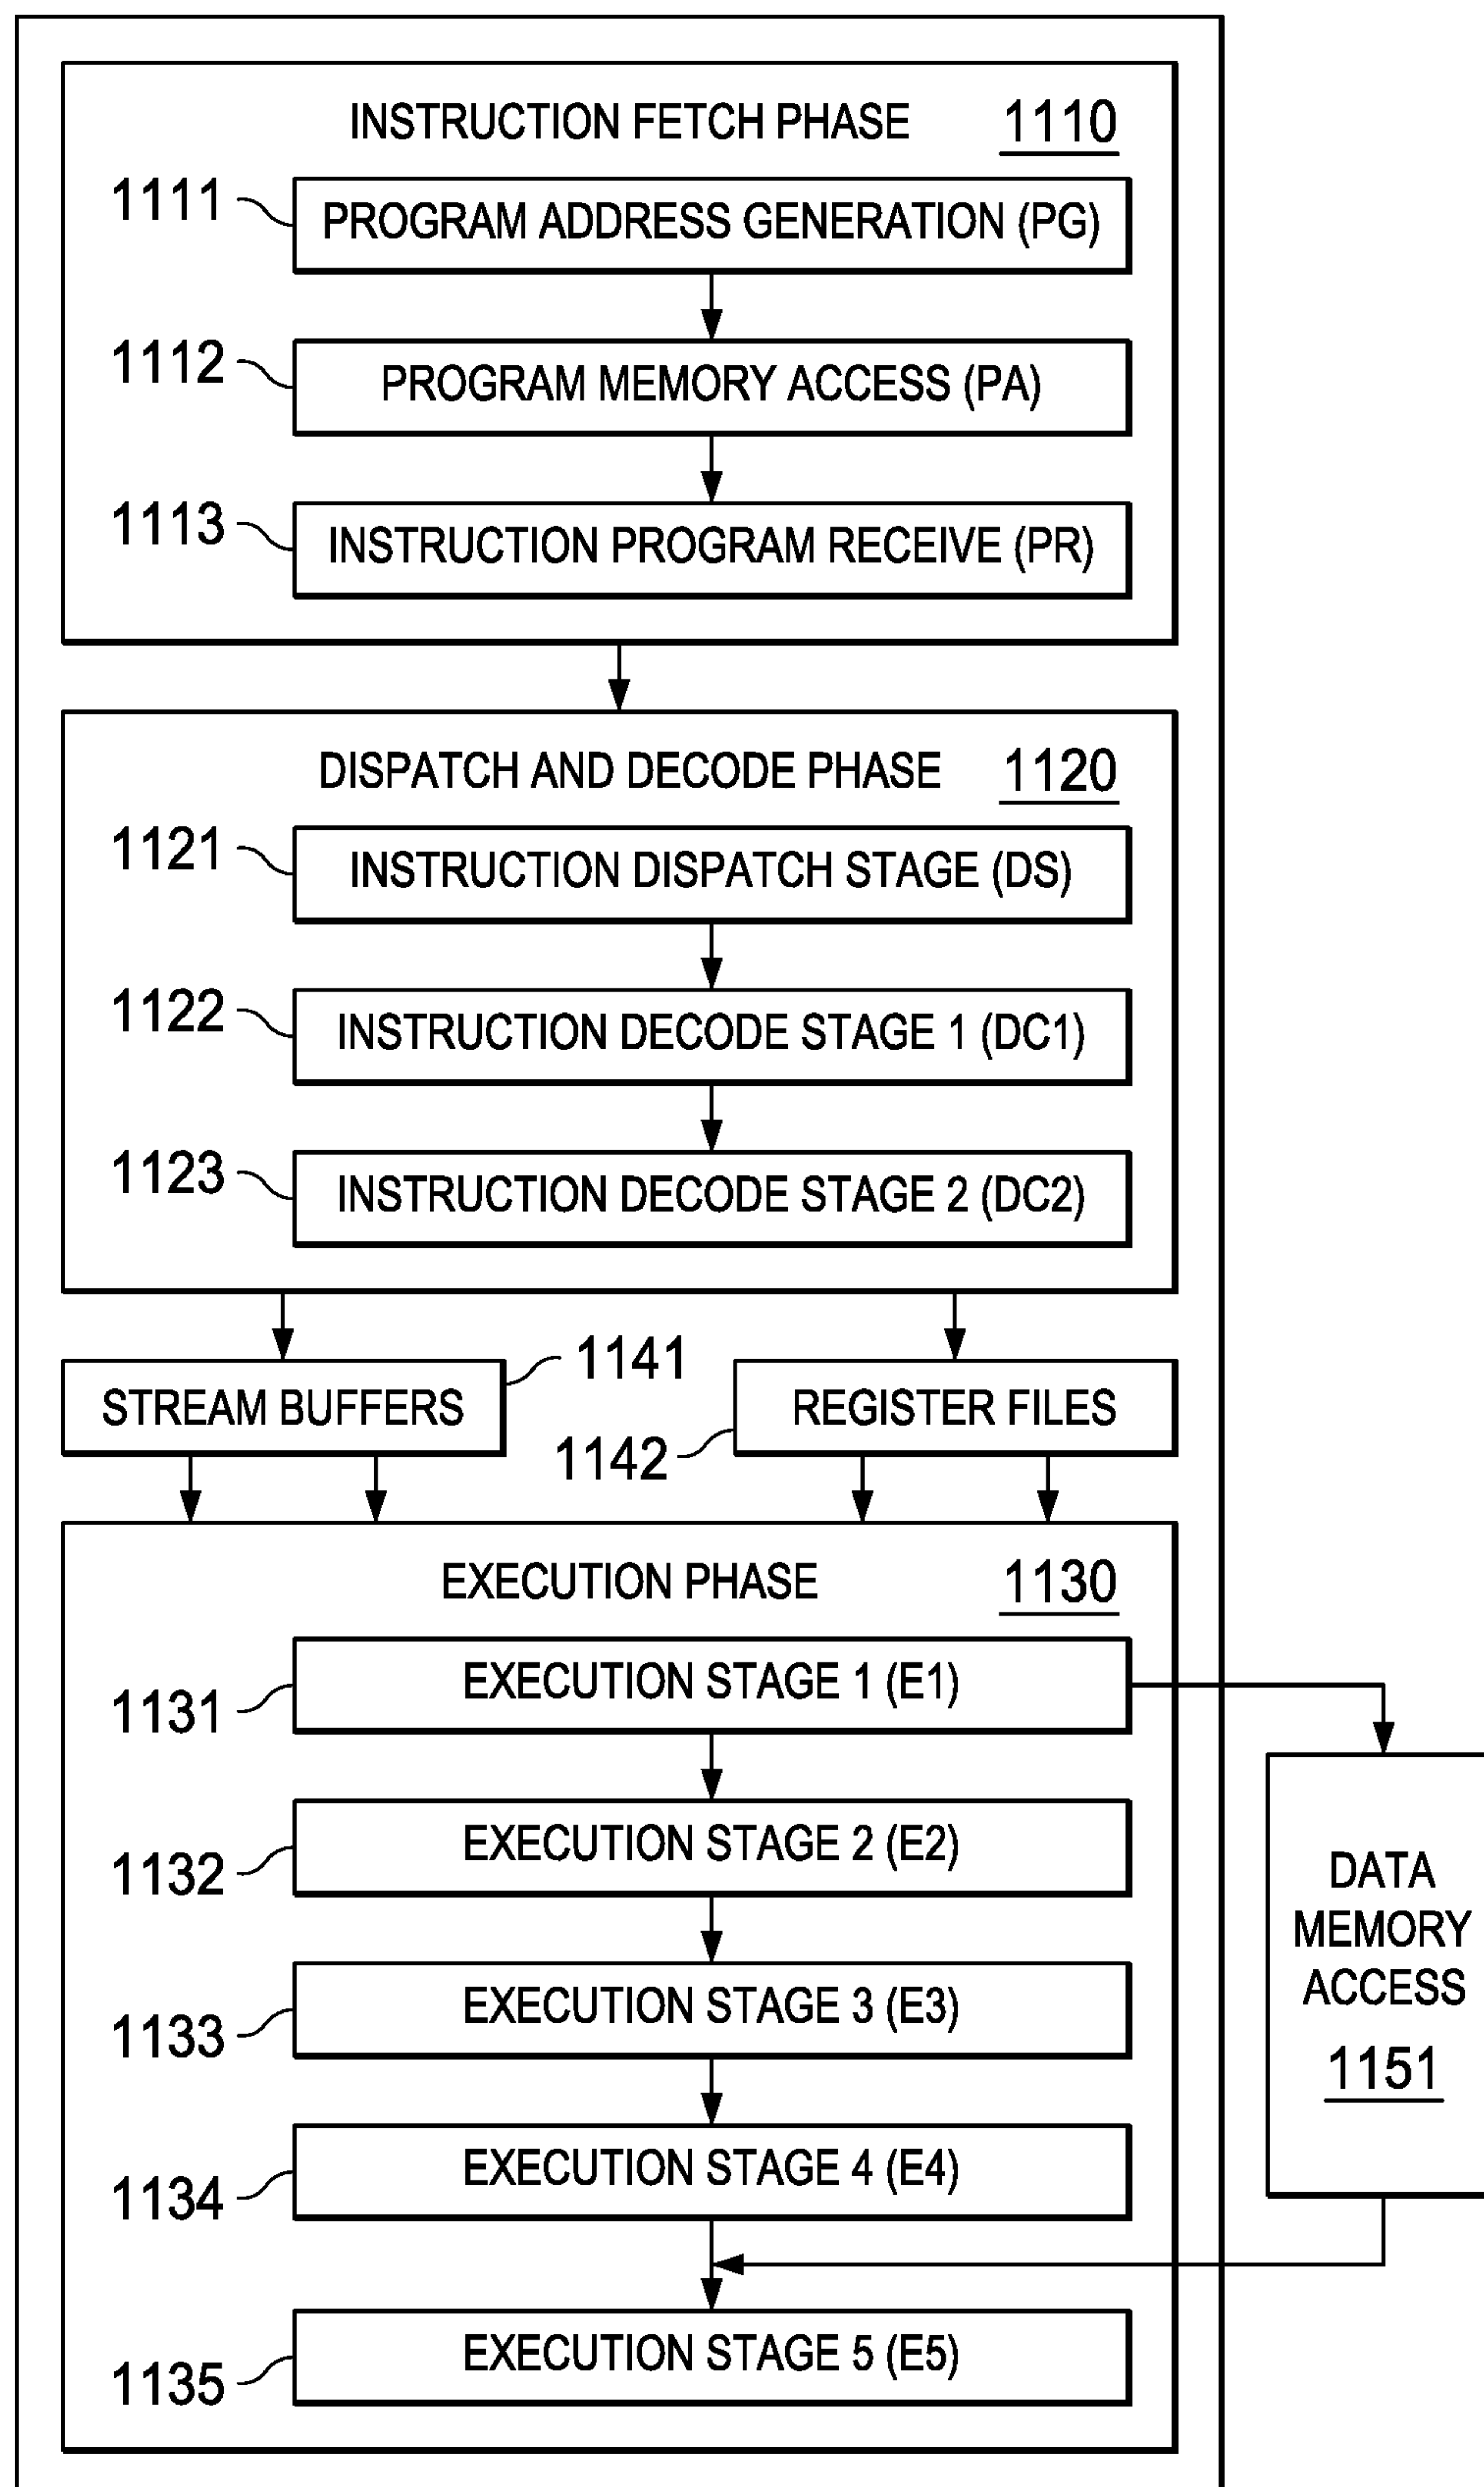 INSTRUCTION FETCH PHASE 1110
1111 PROGRAM ADDRESS GENERATION (PG)
1112 PROGRAM MEMORY ACCESS (PA)
1113 INSTRUCTION PROGRAM RECEIVE (PR)
DISPATCH AND DECODE PHASE 1120
1121 INSTRUCTION DISPATCH STAGE (DS)
1122 INSTRUCTION DECODE STAGE 1 (DC1)
1123 INSTRUCTION DECODE STAGE 2 (DC2)
STREAM BUFFERS 1141
1142 REGISTER FILES
EXECUTION PHASE 1130
1131 EXECUTION STAGE 1 (E1)
1132 EXECUTION STAGE 2 (E2)
1133 EXECUTION STAGE 3 (E3)
1134 EXECUTION STAGE 4 (E4)
1135 EXECUTION STAGE 5 (E5)
DATA
MEMORY
ACCESS
1151